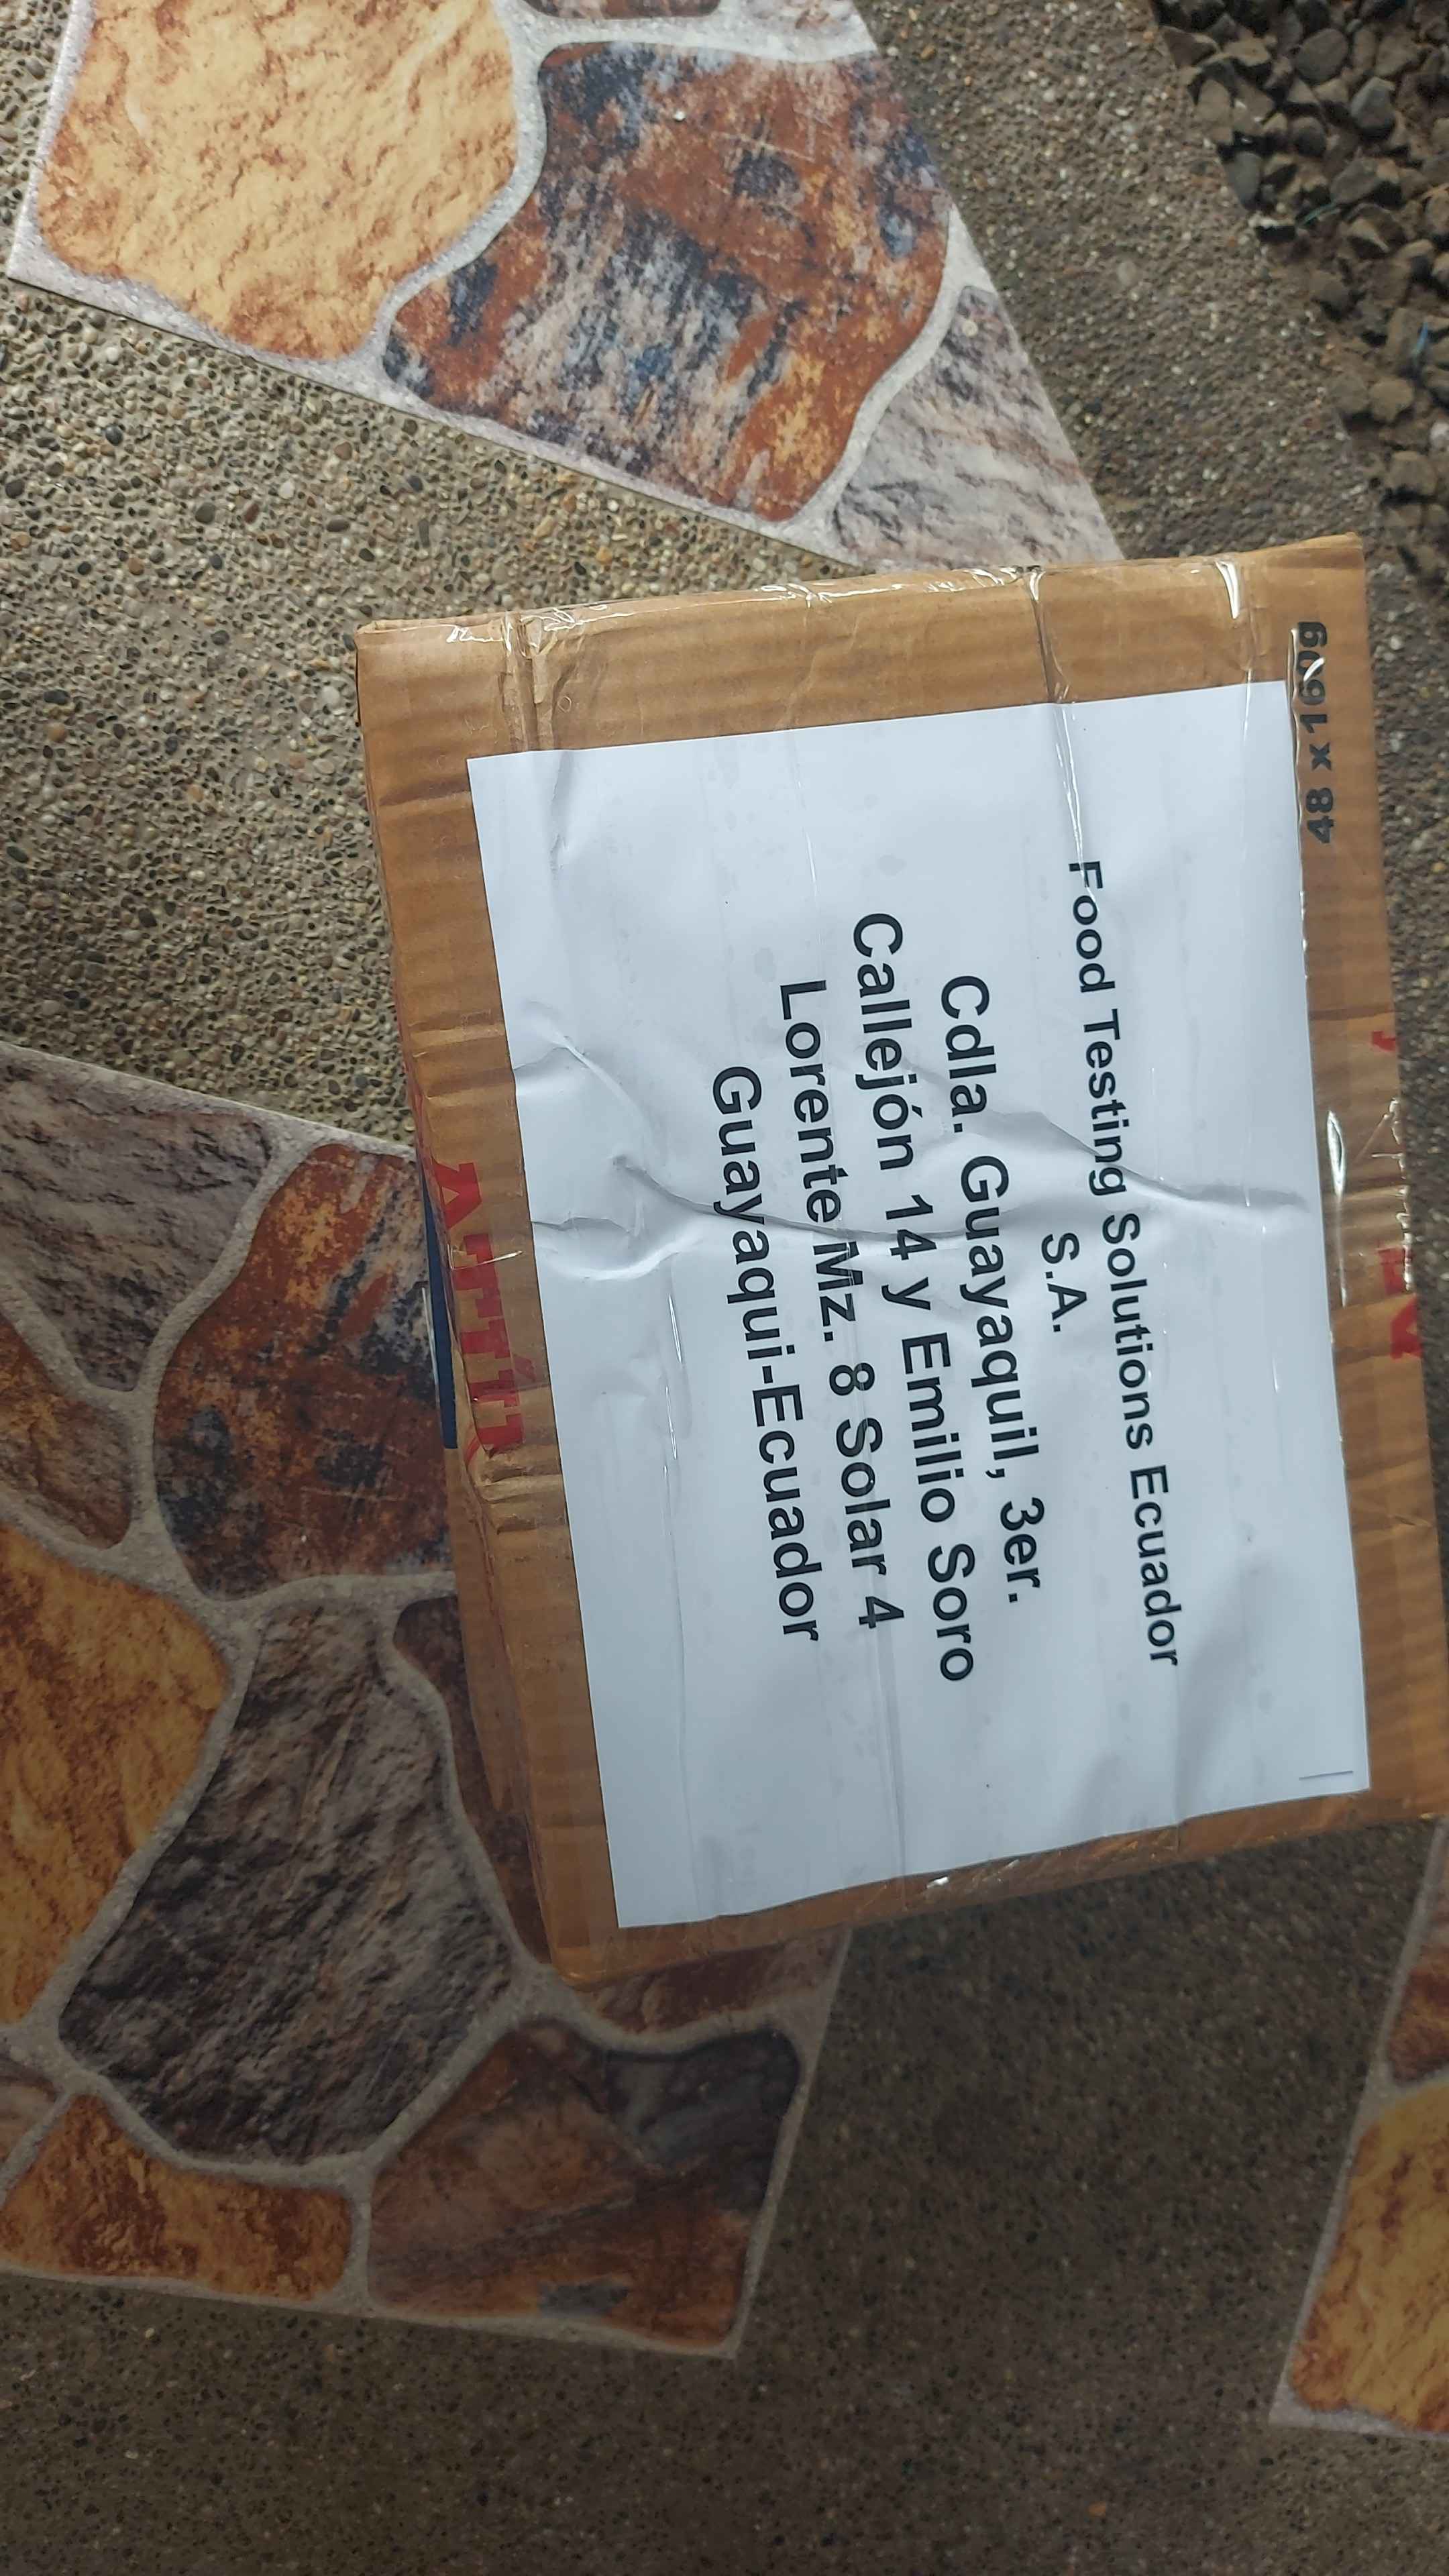 48 x 160g
Food Testing Solutions Ecuador
S.A.
Cdla. Guayaquil, 3er.
Callejón 14 y Emilio Soro
Lorente Mz. 8 Solar 4
Guayaqui-Ecuador